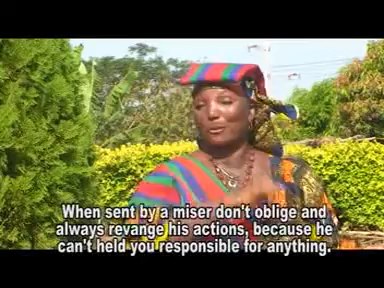 When sent by a miser don't oblige and
always revange his actions, because he
can't held you responsible for anything.